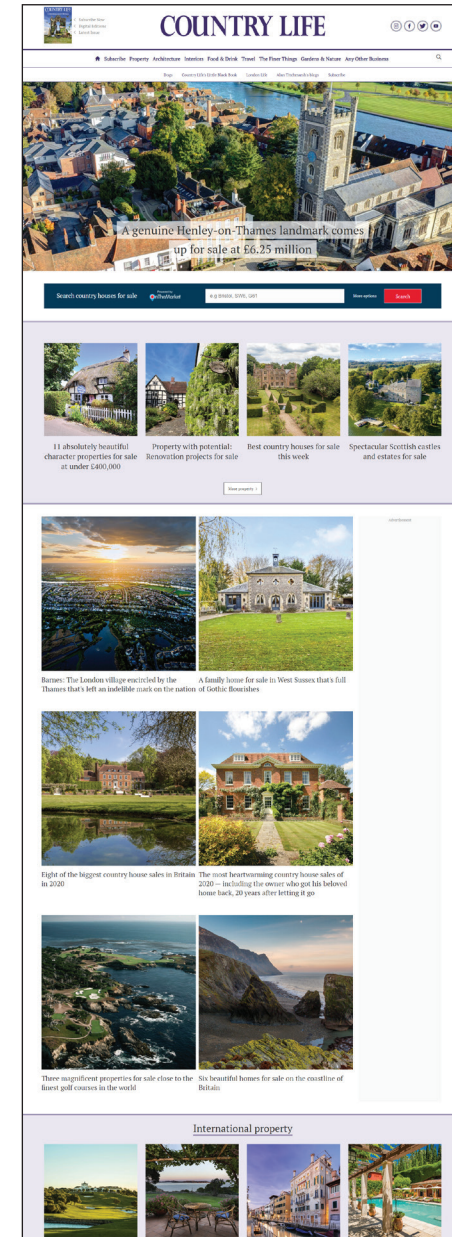 COUNTRY LIFE
Subscribe Property Architecture Interiors Food & Drink Travel The Finer Things Gardens & Nature Any Other Business
A genuine Henley-on-Thames landmark comes
up for sale at £6.25 million
Search country houses for sale
OnTheMarket
More options
Search
11 absolutely beautiful
character properties for sale
at under £400,000
Property with potential:
Renovation projects for sale
Best country houses for sale
this week
Spectacular Scottish castles
and estates for sale
More property
Advertisement
Barnes: The London village encircled by the
Thames that's left an indelible mark on the nation
A family home for sale in West Sussex that's full
of Gothic flourishes
Eight of the biggest country house sales in Britain
in 2020
The most heartwarming country house sales of
2020 — including the owner who got his beloved
home back, 20 years after letting it go
Three magnificent properties for sale close to the
finest golf courses in the world
Six beautiful homes for sale on the coastline of
Britain
International property